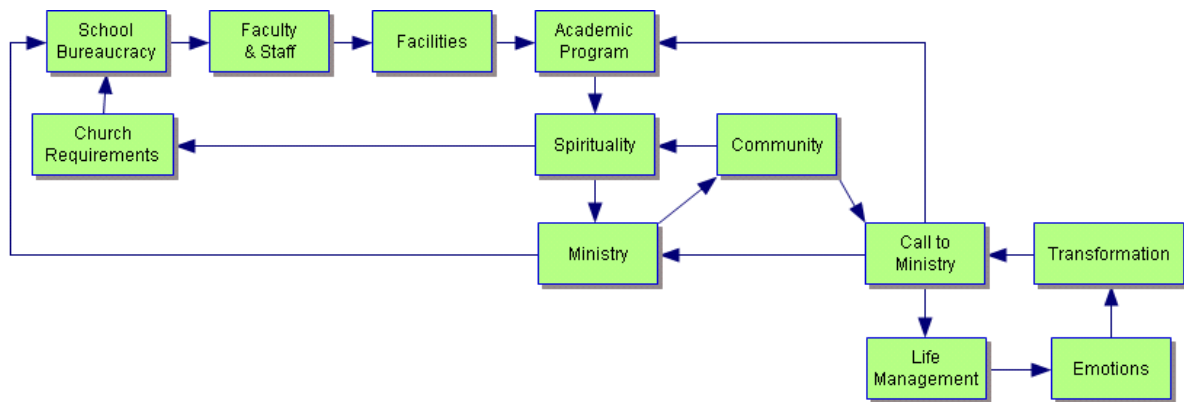 School
Bureaucracy
Faculty
& Staff
Facilities
Academic
Program
Church
Requirements
Spirituality
Community
Ministry
Call to
Ministry
Transformation
Life
Management
Emotions